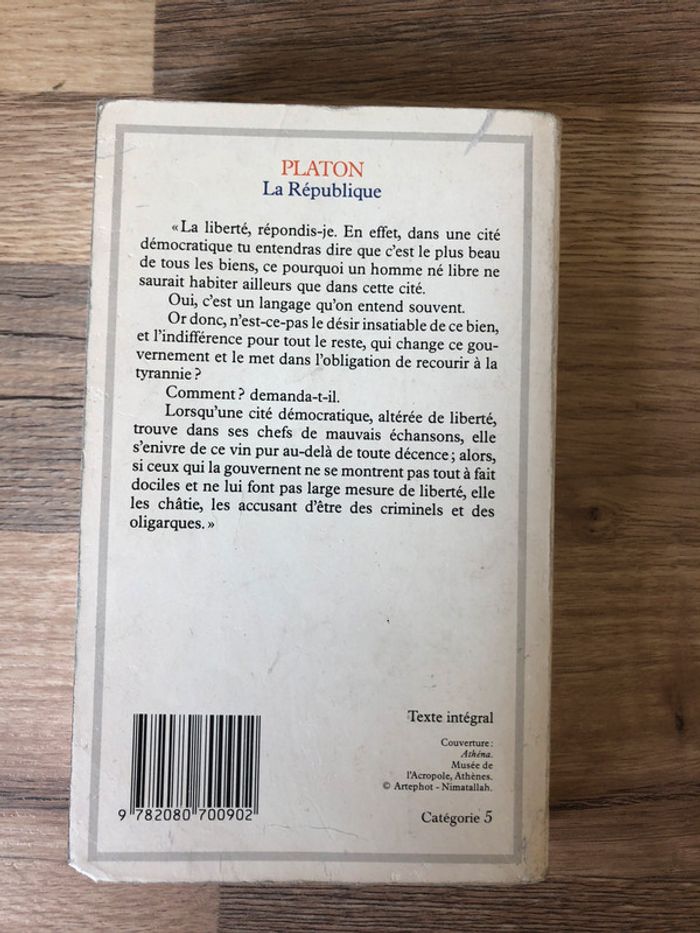 PLATON
La République
« La liberté, répondis-je. En effet, dans une cité
démocratique tu entendras dire que c'est le plus beau
de tous les biens, ce pourquoi un homme né libre ne
saurait habiter ailleurs que dans cette cité.
Oui, c'est un langage qu'on entend souvent.
Or donc, n'est-ce-pas le désir insatiable de ce bien,
et l'indifférence pour tout le reste, qui change ce gou-
vernement et le met dans l'obligation de recourir à la
tyrannie ?
Comment ? demanda-t-il.
Lorsqu'une cité démocratique, altérée de liberté,
trouve dans ses chefs de mauvais échansons, elle
s'enivre de ce vin pur au-delà de toute décence ; alors,
si ceux qui la gouvernent ne se montrent pas tout à fait
dociles et ne lui font pas large mesure de liberté, elle
les châtie, les accusant d'être des criminels et des
oligarques. »
Texte intégral
Couverture :
Athéna.
Musée de
l'Acropole, Athènes.
© Artephot - Nimatallah.
9 782080 700902
Catégorie 5